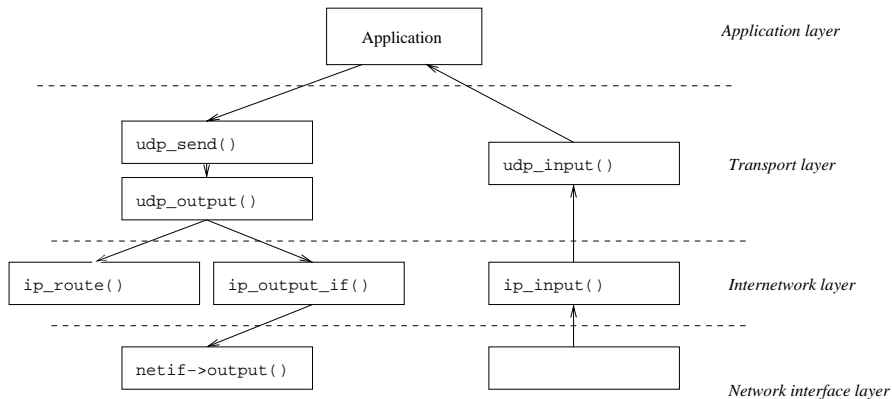 Application
Application layer
udp_send()
udp_input()
Transport layer
udp_output()
ip_route()
ip_output_if()
ip_input()
Internetwork layer
netif->output()
Network interface layer